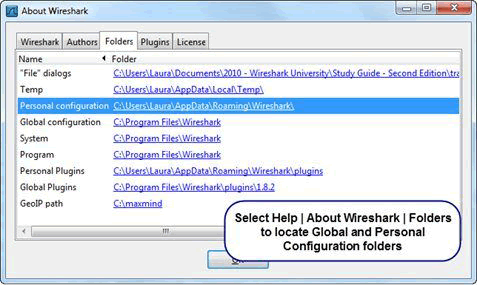 About Wireshark
Wireshark Authors Folders Plugins License
Name Folder
"File" dialogs C:\Users\Laura\Documents\2010 - Wireshark University\Study Guide - Second Edition\tra
Temp C:\Users\Laura\AppData\Local\Temp\
Personal configuration C:\Users\Laura\AppData\Roaming\Wireshark\
Global configuration C:\Program Files\Wireshark
System C:\Program Files\Wireshark
Program C:\Program Files\Wireshark
Personal Plugins C:\Users\Laura\AppData\Roaming\Wireshark\plugins
Global Plugins C:\Program Files\Wireshark\plugins\1.8.2
GeoIP path C:\maxmind
Select Help | About Wireshark | Folders
to locate Global and Personal
Configuration folders